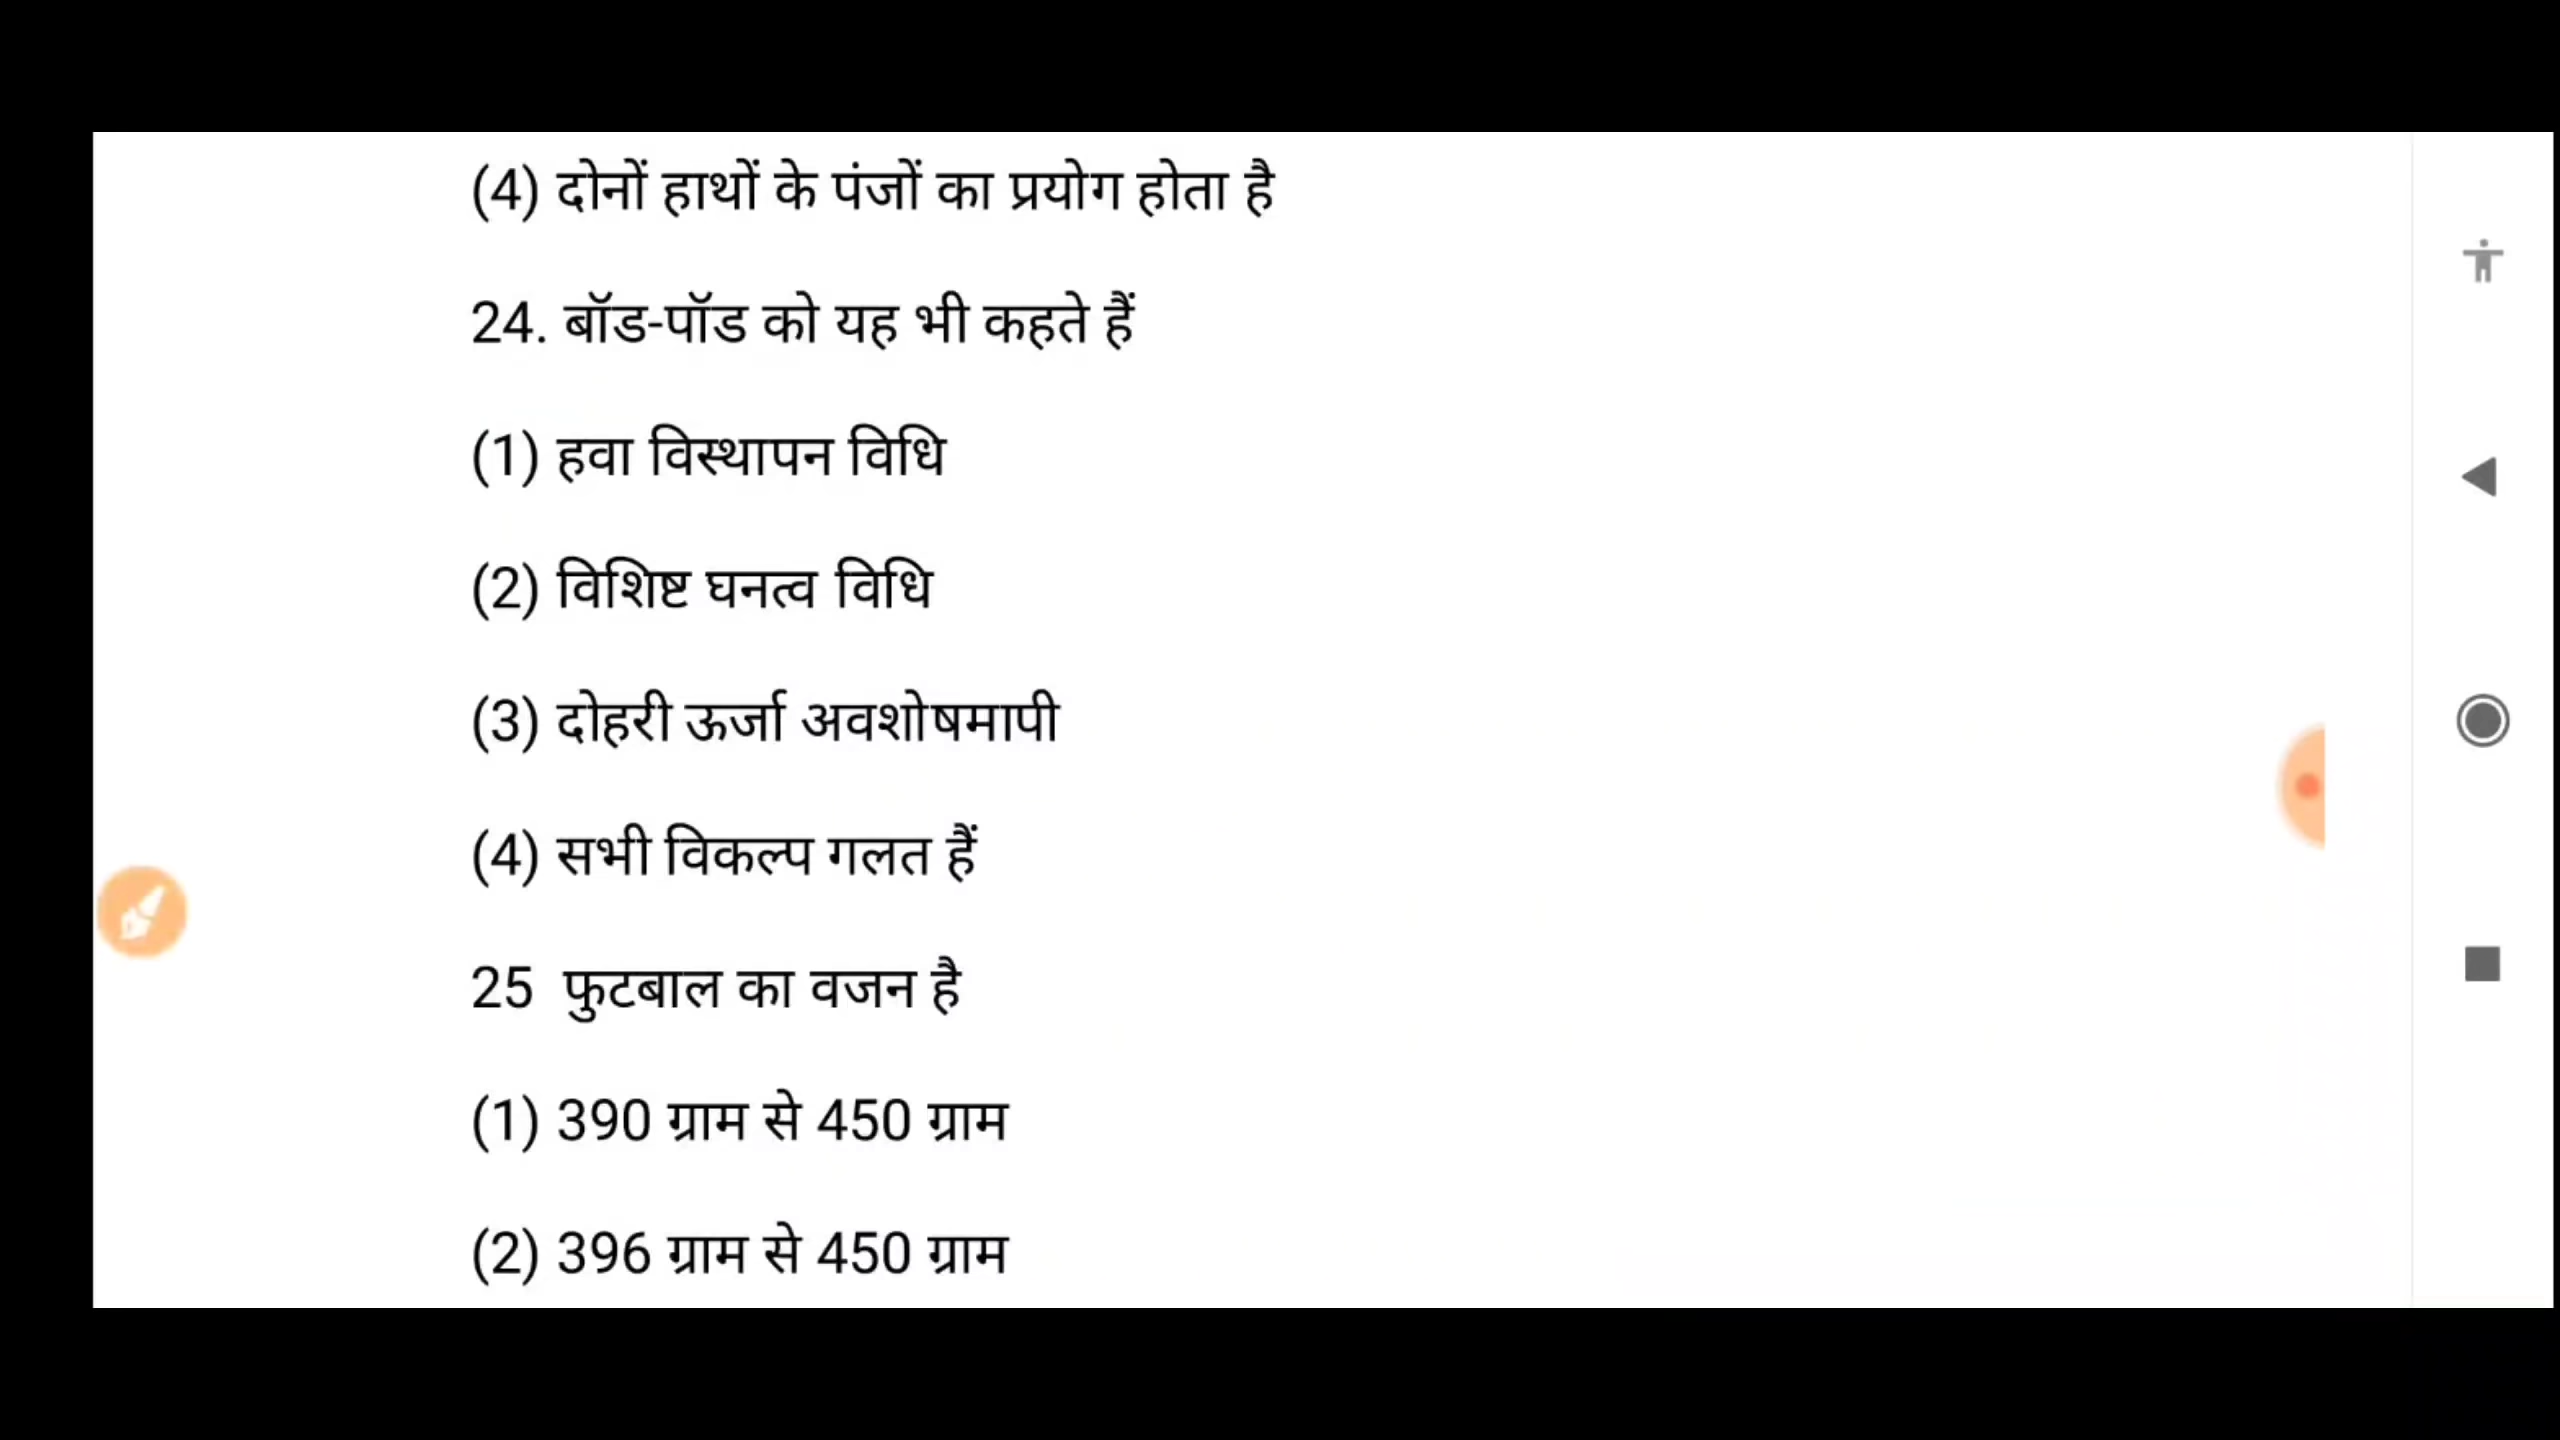 (4) दोनों हाथों के पंजों का प्रयोग होता है
24. बॉड-पॉड को यह भी कहते हैं
(1) हवा विस्थापन विधि
(2) विशिष्ट घनत्व विधि
(3) दोहरी ऊर्जा अवशोषमापी
(4) सभी विकल्प गलत हैं
25 फुटबाल का वजन है
(1) 390 ग्राम से 450 ग्राम
(2) 396 ग्राम से 450 ग्राम